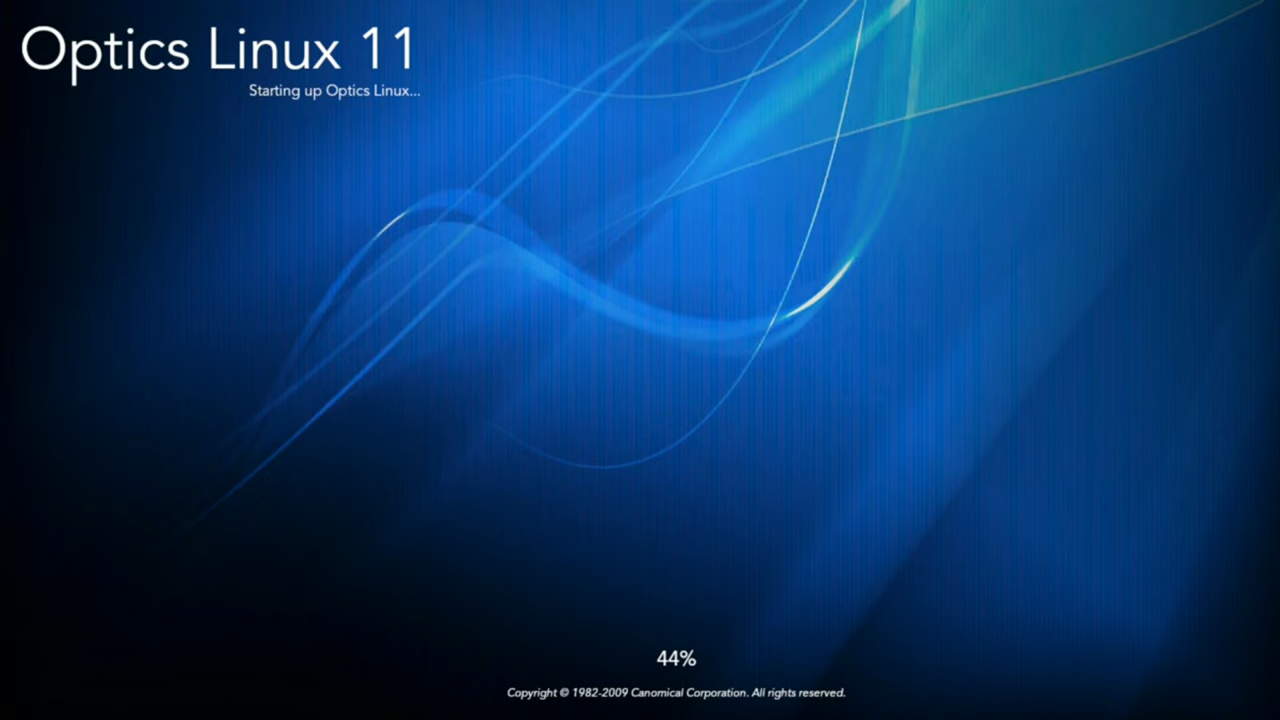 Optics Linux 11
Starting up Optics Linux...
44%
Copyright © 1982-2009 Canomical Corporation. All rights reserved.